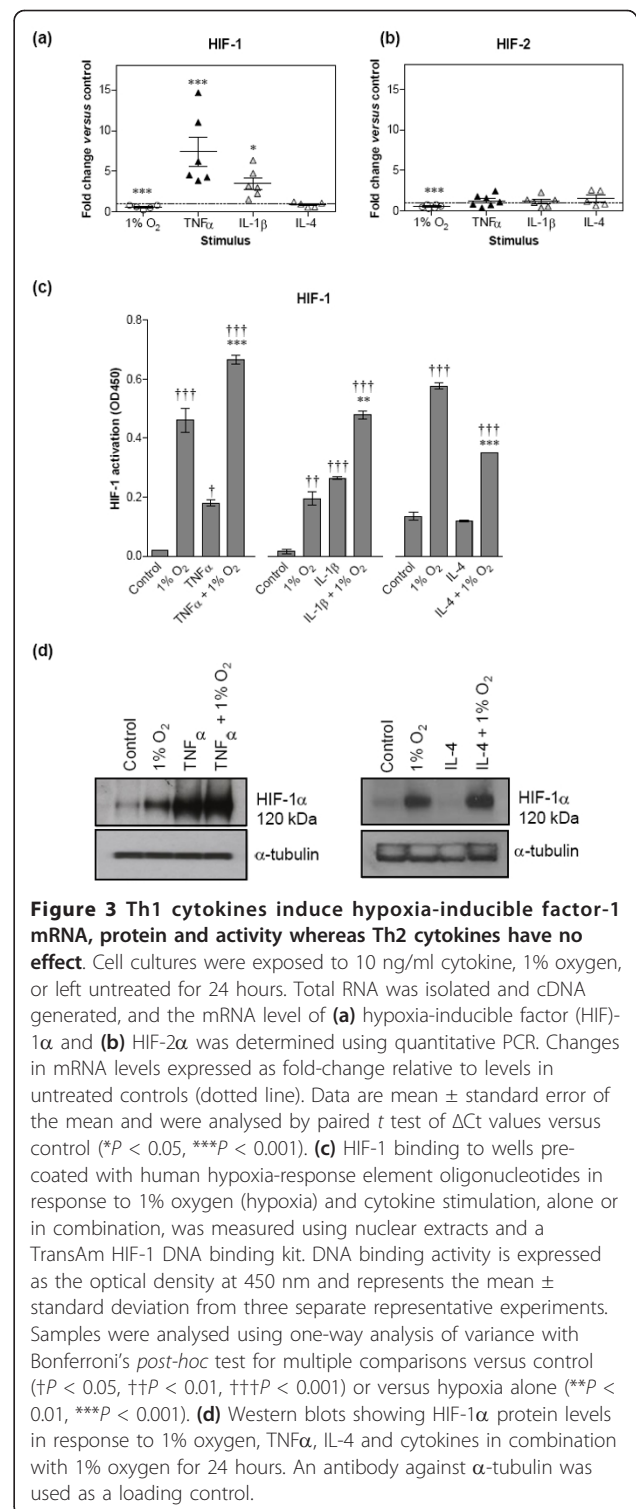 (a)
HIF-1
Fold change versus control
15
10
5
0
***
***
*
1% O₂
TNFα
IL-1β
IL-4
Stimulus
(b)
HIF-2
Fold change versus control
15
10
5
0
***
1% O₂
TNFα
IL-1β
IL-4
Stimulus
(c)
HIF-1
HIF-1 activation (OD450)
0.8
0.6
0.4
0.2
0.0
†††
†
†††
***
††
†††
†††
**
†††
†††
***
Control
1% O₂
TNFα
TNFα + 1% O₂
Control
1% O₂
IL-1β
IL-1β + 1% O₂
Control
1% O₂
IL-4
IL-4 + 1% O₂
(d)
Control
1% O₂
TNFα
TNFα + 1% O₂
HIF-1α
120 kDa
α-tubulin
Control
1% O₂
IL-4
IL-4 + 1% O₂
HIF-1α
120 kDa
α-tubulin
Figure 3 Th1 cytokines induce hypoxia-inducible factor-1
mRNA, protein and activity whereas Th2 cytokines have no
effect. Cell cultures were exposed to 10 ng/ml cytokine, 1% oxygen,
or left untreated for 24 hours. Total RNA was isolated and cDNA
generated, and the mRNA level of (a) hypoxia-inducible factor (HIF)-
1α and (b) HIF-2α was determined using quantitative PCR. Changes
in mRNA levels expressed as fold-change relative to levels in
untreated controls (dotted line). Data are mean ± standard error of
the mean and were analysed by paired t test of ΔCt values versus
control (*P < 0.05, ***P < 0.001). (c) HIF-1 binding to wells pre-
coated with human hypoxia-response element oligonucleotides in
response to 1% oxygen (hypoxia) and cytokine stimulation, alone or
in combination, was measured using nuclear extracts and a
TransAm HIF-1 DNA binding kit. DNA binding activity is expressed
as the optical density at 450 nm and represents the mean ±
standard deviation from three separate representative experiments.
Samples were analysed using one-way analysis of variance with
Bonferroni's post-hoc test for multiple comparisons versus control
(†P < 0.05, ††P < 0.01, †††P < 0.001) or versus hypoxia alone (**P <
0.01, ***P < 0.001). (d) Western blots showing HIF-1α protein levels
in response to 1% oxygen, TNFα, IL-4 and cytokines in combination
with 1% oxygen for 24 hours. An antibody against α-tubulin was
used as a loading control.